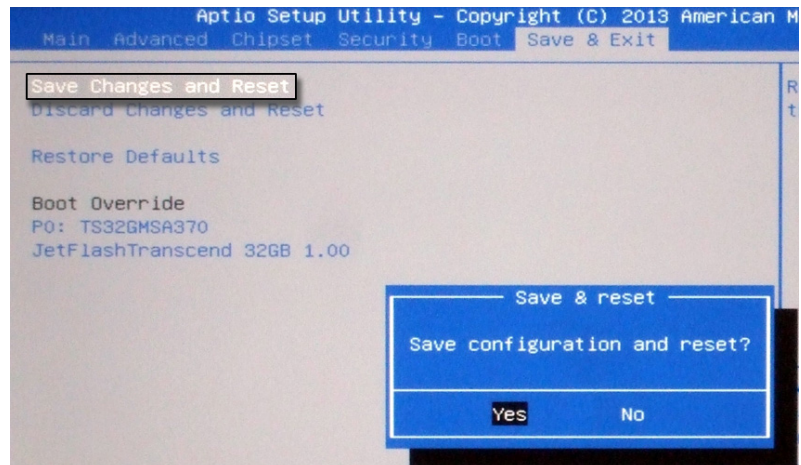 Aptio Setup Utility – Copyright (C) 2013 American M
Main Advanced Chipset Security Boot Save & Exit
Save Changes and Reset
Discard Changes and Reset
Restore Defaults
Boot Override
P0: TS32GMSA370
JetFlashTranscend 32GB 1.00
R
t
Save & reset
Save configuration and reset?
Yes No